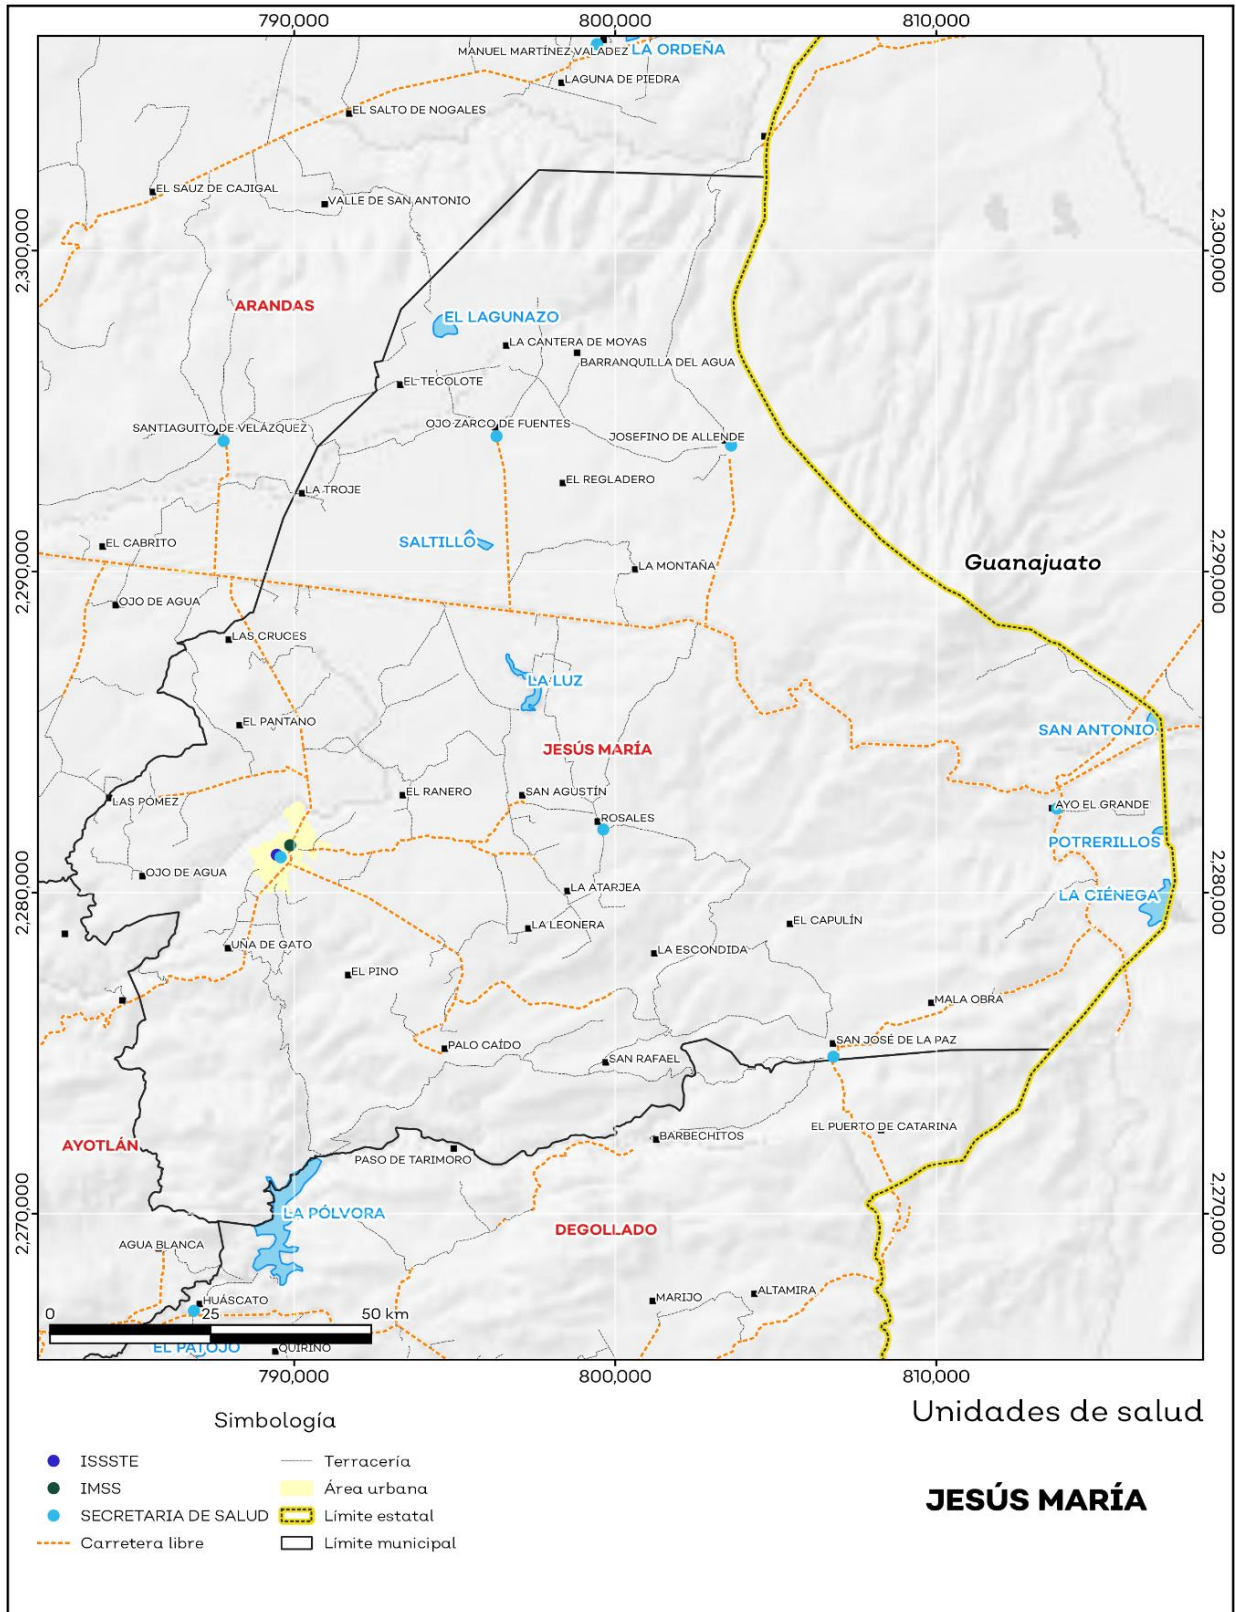 790,000
800,000
810,000
MANUEL MARTÍNEZ VALADEZ
LA ORDEÑA
LAGUNA DE PIEDRA
EL SALTO DE NOGALES
EL SAUZ DE CAJIGAL
VALLE DE SAN ANTONIO
2,300,000
2,300,000
ARANDAS
EL LAGUNAZO
LA CANTERA DE MOYAS
BARRANQUILLA DEL AGUA
EL TECOLOTE
SANTIAGUITO DE VELÁZQUEZ
OJO ZARCO DE FUENTES
JOSEFINO DE ALLENDE
EL REGLADERO
LA TROJE
EL CABRITO
SALTILLO
Guanajuato
LA MONTAÑA
2,290,000
2,290,000
OJO DE AGUA
LAS CRUCES
LA LUZ
EL PANTANO
SAN ANTONIO
JESÚS MARÍA
LAS PÓMEZ
EL RANERO
SAN AGUSTÍN
AYO EL GRANDE
ROSALES
POTRERILLOS
OJO DE AGUA
LA ATARJEA
LA CIÉNEGA
2,280,000
2,280,000
LA LEONERA
EL CAPULÍN
UÑA DE GATO
LA ESCONDIDA
EL PINO
MALA OBRA
PALO CAÍDO
SAN JOSÉ DE LA PAZ
SAN RAFAEL
EL PUERTO DE CATARINA
AYOTLÁN
BARBECHITOS
PASO DE TARIMORO
LA PÓLVORA
2,270,000
2,270,000
DEGOLLADO
AGUA BLANCA
HUÁSCATO
MARIJO
ALTAMIRA
0
25
50 km
EL PATOJO
QUIRINO
790,000
800,000
810,000
Simbología
Unidades de salud
ISSSTE
Terracería
IMSS
Área urbana
JESÚS MARÍA
SECRETARIA DE SALUD
Límite estatal
Carretera libre
Límite municipal